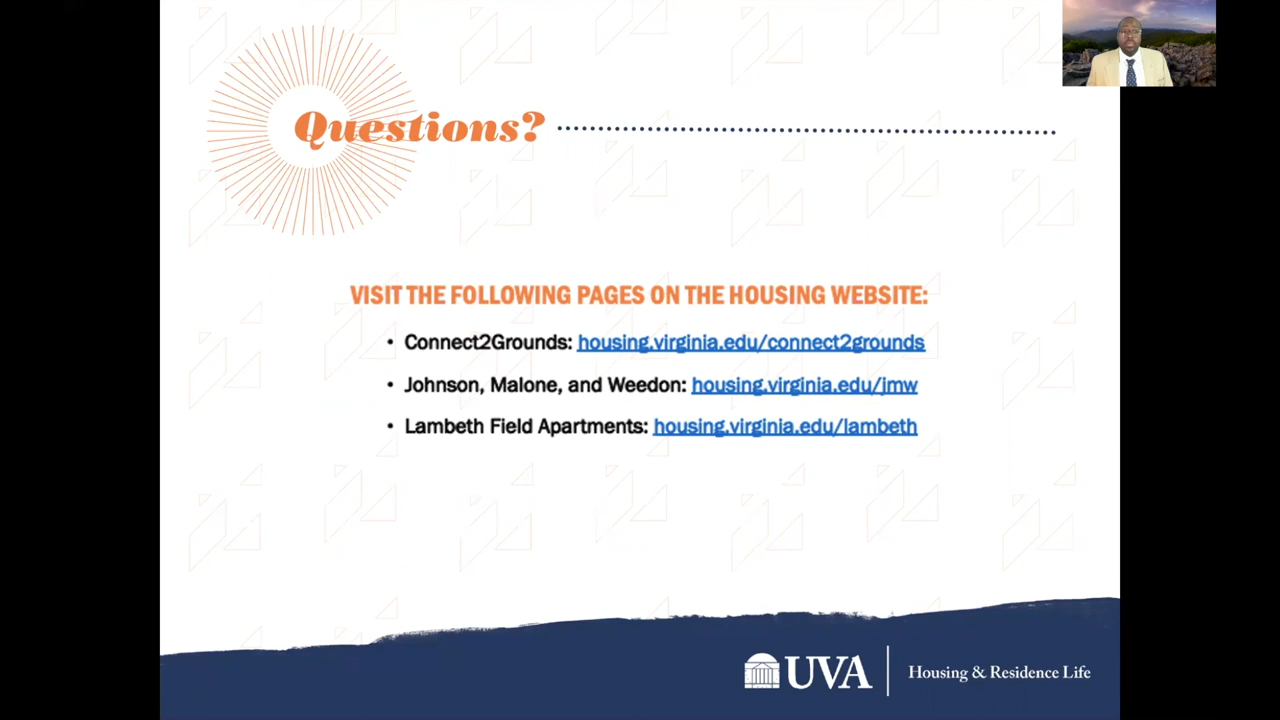 Questions?
VISIT THE FOLLOWING PAGES ON THE HOUSING WEBSITE:
• Connect2Grounds: housing.virginia.edu/connect2grounds
• Johnson, Malone, and Weedon: housing.virginia.edu/jmw
• Lambeth Field Apartments: housing.virginia.edu/lambeth
UVA | Housing & Residence Life